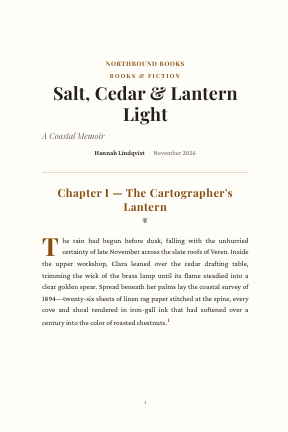 NORTHBOUND BOOKS
BOOKS & FICTION
Salt, Cedar & Lantern
Light
A Coastal Memoir
Hannah Lindqvist November 2026
Chapter I — The Cartographer's
Lantern
❦
The rain had begun before dusk, falling with the unhurried
certainty of late November across the slate roofs of Veren. Inside
the upper workshop, Clara leaned over the cedar drafting table,
trimming the wick of the brass lamp until its flame steadied into a
clear golden spear. Spread beneath her palms lay the coastal survey of
1894—twenty-six sheets of linen rag paper stitched at the spine, every
cove and shoal rendered in iron-gall ink that had softened over a
century into the color of roasted chestnuts.1
1